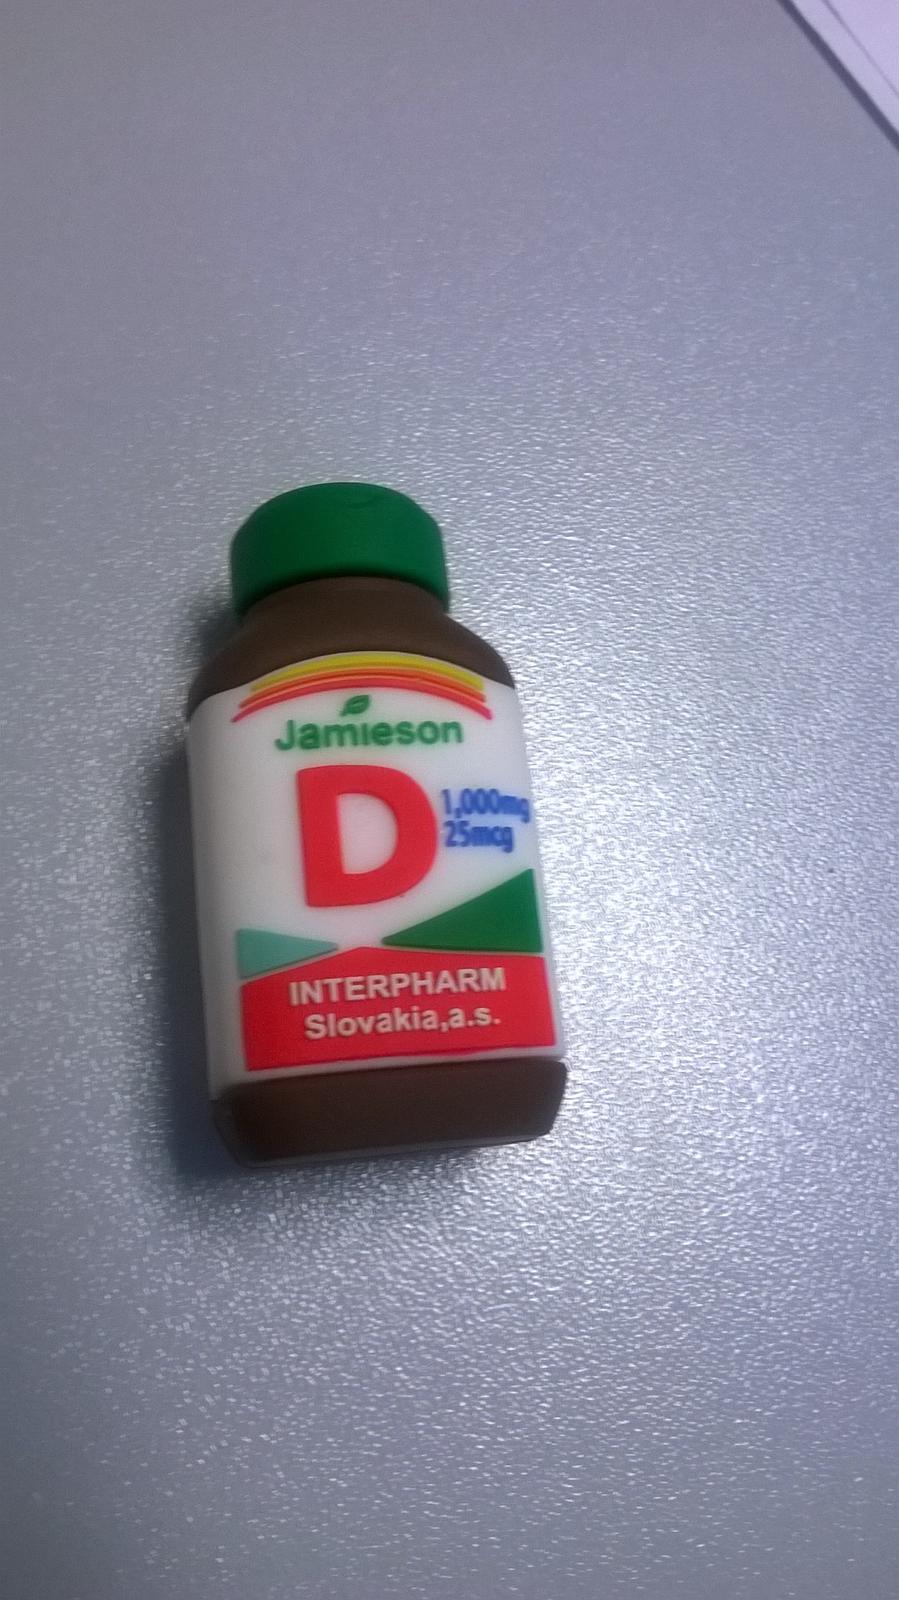 Jamieson
D
1,000mg
25mcg
INTERPHARM
Slovakia,a.s.